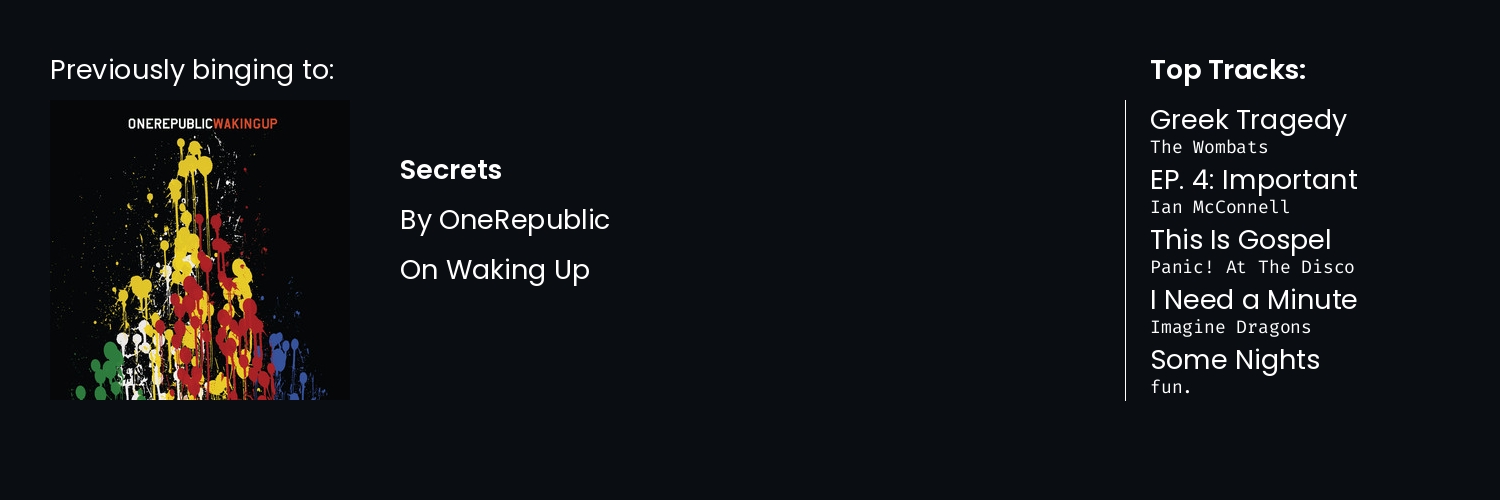 Previously binging to:
ONEREPUBLICWAKINGUP
Secrets
By OneRepublic
On Waking Up
Top Tracks:
Greek Tragedy
The Wombats
EP. 4: Important
Ian McConnell
This Is Gospel
Panic! At The Disco
I Need a Minute
Imagine Dragons
Some Nights
fun.